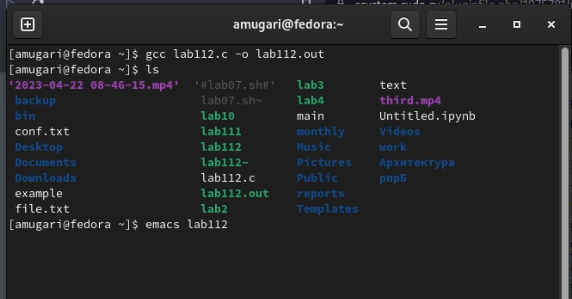 amugari@fedora:~
[amugari@fedora ~]$ gcc lab112.c -o lab112.out
[amugari@fedora ~]$ ls
'2023-04-22 08-46-15.mp4' '#lab07.sh#' lab3 text
backup lab07.sh~ lab4 third.mp4
bin lab10 main Untitled.ipynb
conf.txt lab111 monthly Videos
Desktop lab112 Music work
Documents lab112~ Pictures Архитектура
Downloads lab112.c Public рпрБ
example lab112.out reports
file.txt lab2 Templates
[amugari@fedora ~]$ emacs lab112